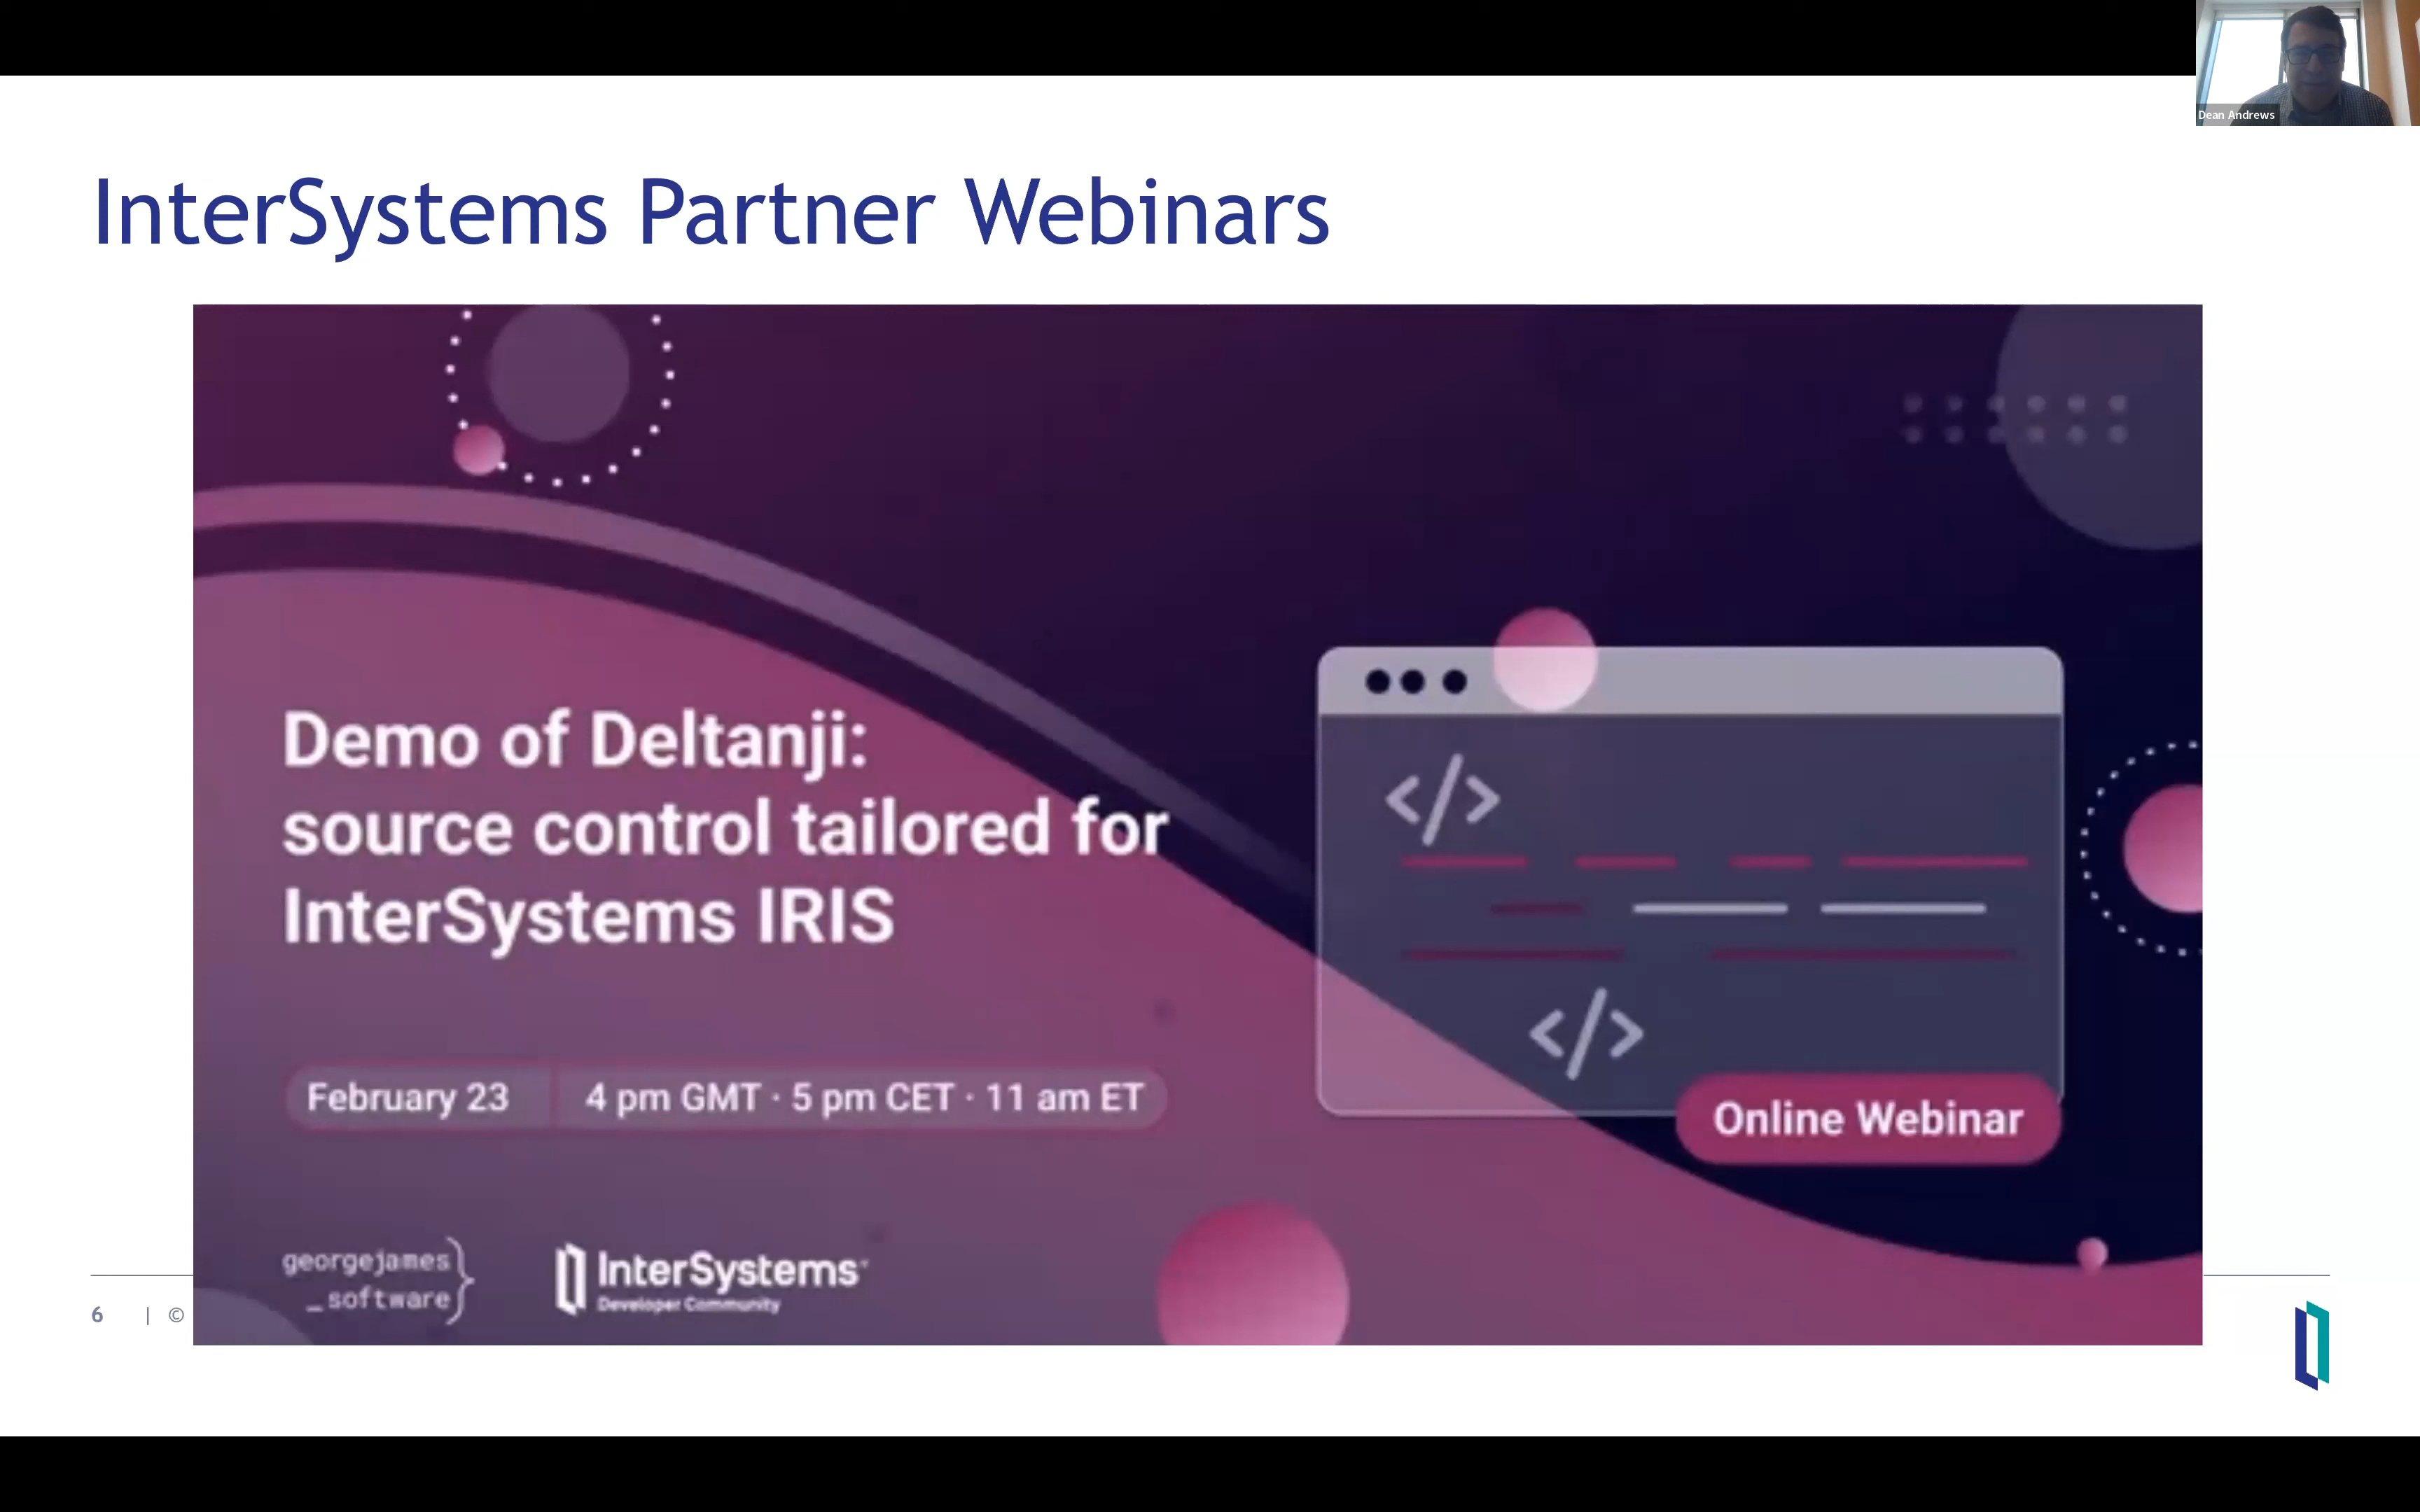 Dean Andrews
InterSystems Partner Webinars
Demo of Deltanji:
source control tailored for
InterSystems IRIS
February 23 4 pm GMT · 5 pm CET · 11 am ET
Online Webinar
georgejames
_software}
InterSystems
Developer Community
6 | ©